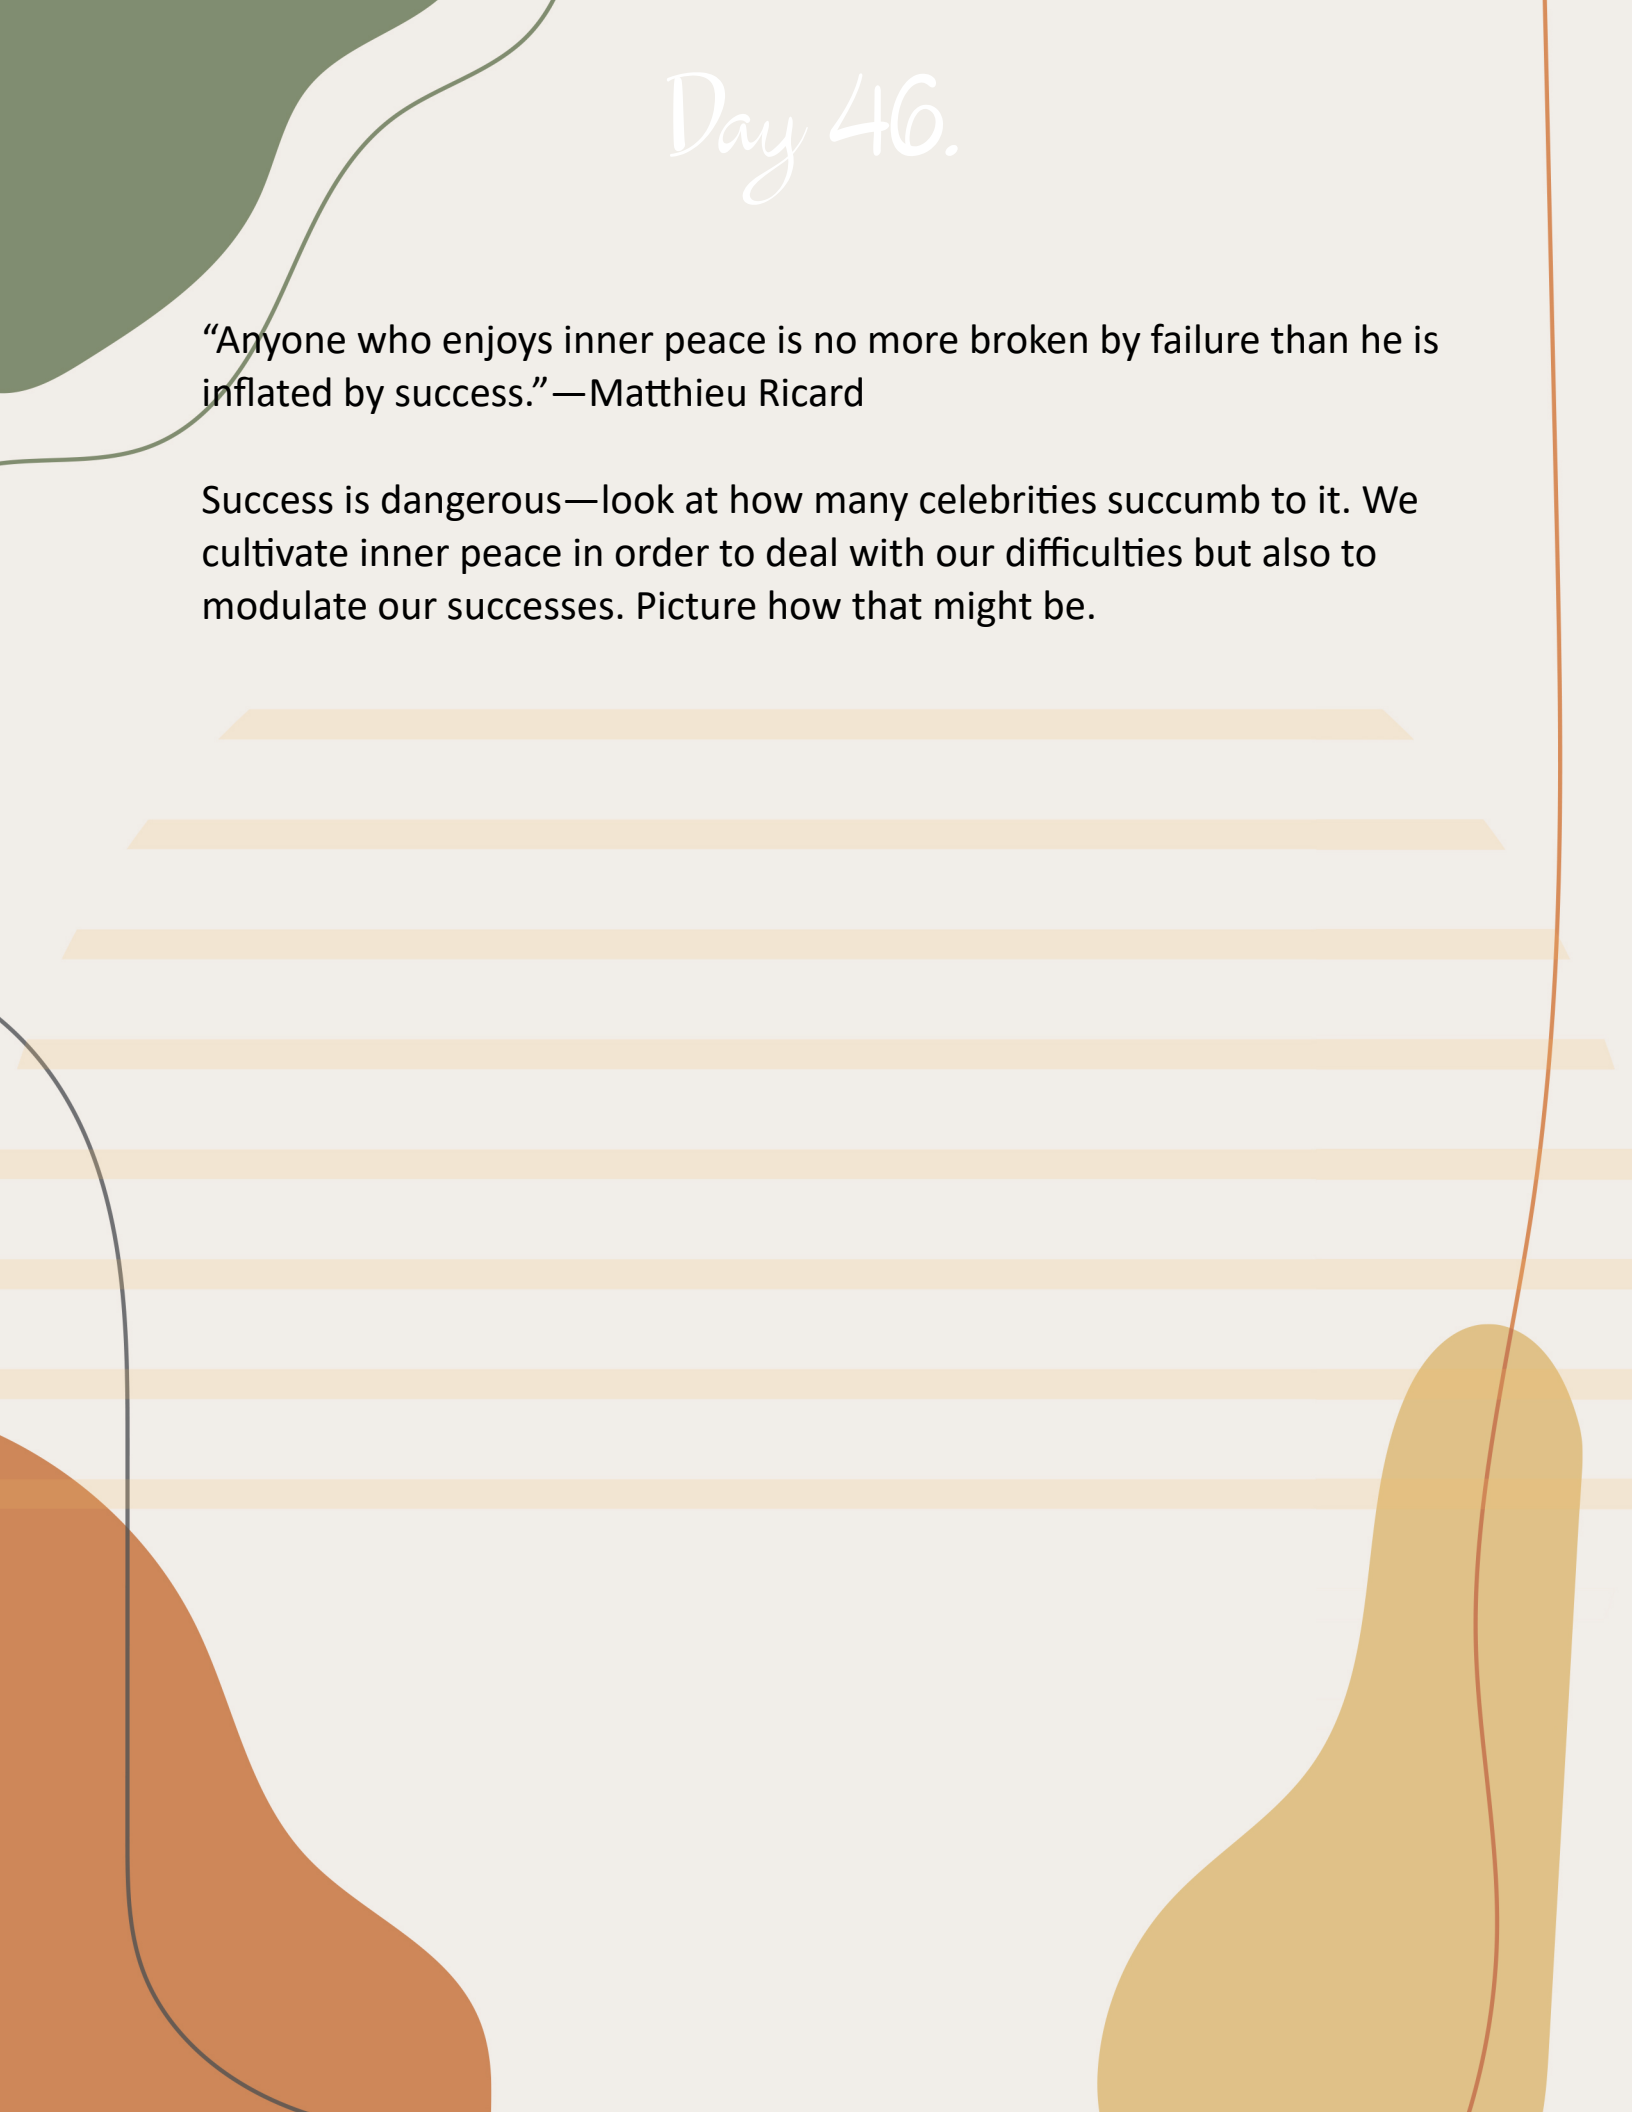 Day 46.
“Anyone who enjoys inner peace is no more broken by failure than he is
inflated by success.”—Matthieu Ricard
Success is dangerous—look at how many celebrities succumb to it. We
cultivate inner peace in order to deal with our difficulties but also to
modulate our successes. Picture how that might be.